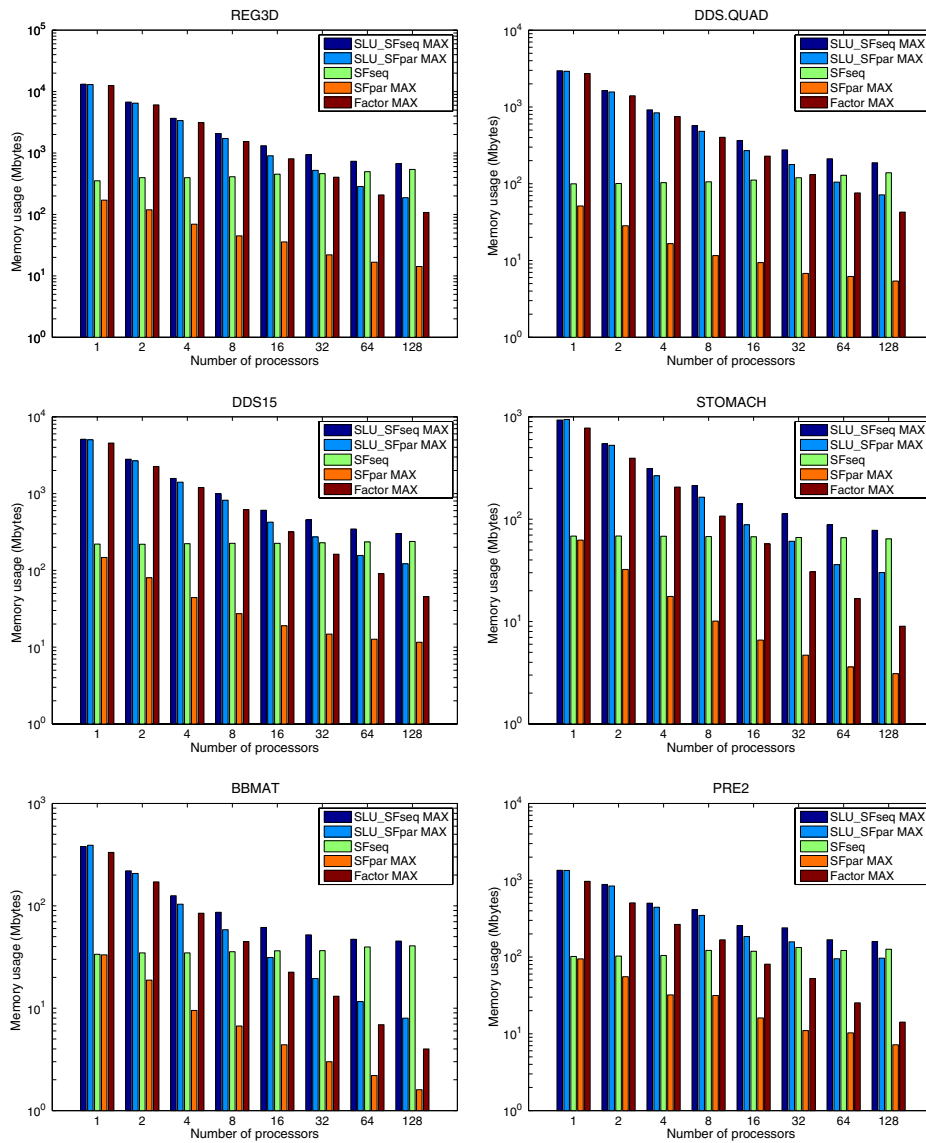 REG3D
10^5
10^4
10^3
10^2
10^1
10^0
Memory usage (Mbytes)
SLU_SFseq MAX
SLU_SFpar MAX
SFseq
SFpar MAX
Factor MAX
1 2 4 8 16 32 64 128
Number of processors
DDS.QUAD
10^4
10^3
10^2
10^1
10^0
Memory usage (Mbytes)
SLU_SFseq MAX
SLU_SFpar MAX
SFseq
SFpar MAX
Factor MAX
1 2 4 8 16 32 64 128
Number of processors
DDS15
10^4
10^3
10^2
10^1
10^0
Memory usage (Mbytes)
SLU_SFseq MAX
SLU_SFpar MAX
SFseq
SFpar MAX
Factor MAX
1 2 4 8 16 32 64 128
Number of processors
STOMACH
10^3
10^2
10^1
10^0
Memory usage (Mbytes)
SLU_SFseq MAX
SLU_SFpar MAX
SFseq
SFpar MAX
Factor MAX
1 2 4 8 16 32 64 128
Number of processors
BBMAT
10^3
10^2
10^1
10^0
Memory usage (Mbytes)
SLU_SFseq MAX
SLU_SFpar MAX
SFseq
SFpar MAX
Factor MAX
1 2 4 8 16 32 64 128
Number of processors
PRE2
10^4
10^3
10^2
10^1
10^0
Memory usage (Mbytes)
SLU_SFseq MAX
SLU_SFpar MAX
SFseq
SFpar MAX
Factor MAX
1 2 4 8 16 32 64 128
Number of processors